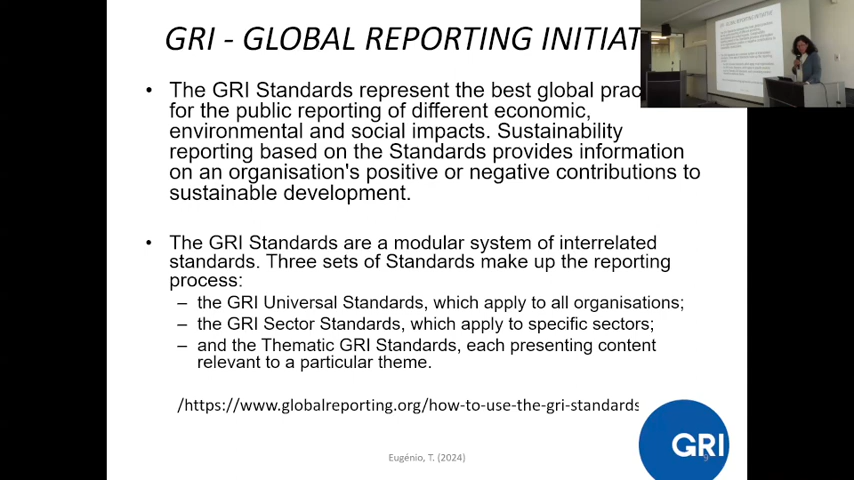 GRI - GLOBAL REPORTING INITIAT
• The GRI Standards represent the best global prac
for the public reporting of different economic,
environmental and social impacts. Sustainability
reporting based on the Standards provides information
on an organisation's positive or negative contributions to
sustainable development.
• The GRI Standards are a modular system of interrelated
standards. Three sets of Standards make up the reporting
process:
– the GRI Universal Standards, which apply to all organisations;
– the GRI Sector Standards, which apply to specific sectors;
– and the Thematic GRI Standards, each presenting content
relevant to a particular theme.
/https://www.globalreporting.org/how-to-use-the-gri-standards
GRI
Eugénio, T. (2024)